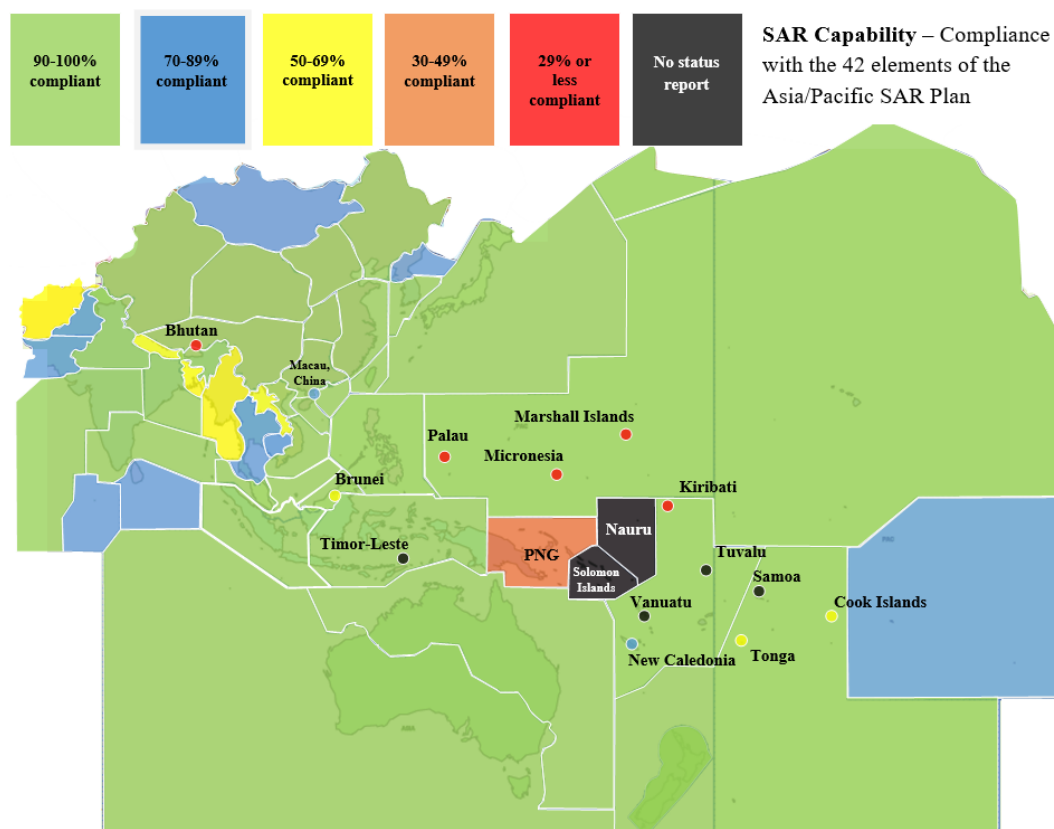 90-100%
compliant
70-89%
compliant
50-69%
compliant
30-49%
compliant
29% or
less
compliant
No status
report
SAR Capability – Compliance
with the 42 elements of the
Asia/Pacific SAR Plan
Bhutan
Macau,
China
Marshall Islands
Palau
Micronesia
Brunei
Kiribati
Nauru
Timor-Leste
PNG
Tuvalu
Solomon
Islands
Samoa
Vanuatu
Cook Islands
New Caledonia
Tonga